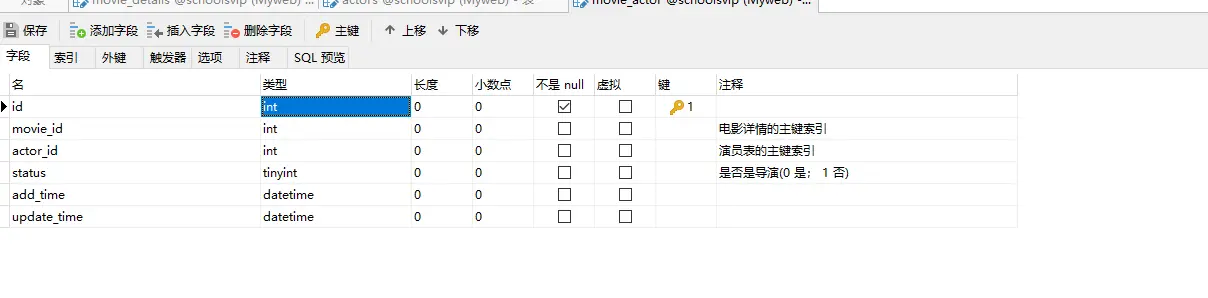 对象 movie_details @schoolsvip (Myweb) - 表 actors @schoolsvip (Myweb) - 表 movie_actor @schoolsvip (Myweb) -...
保存 添加字段 插入字段 删除字段 主键 上移 下移
字段 索引 外键 触发器 选项 注释 SQL 预览
名 类型 长度 小数点 不是 null 虚拟 键 注释
id int 0 0 1
movie_id int 0 0 电影详情的主键索引
actor_id int 0 0 演员表的主键索引
status tinyint 0 0 是否是导演(0 是； 1 否)
add_time datetime 0 0
update_time datetime 0 0